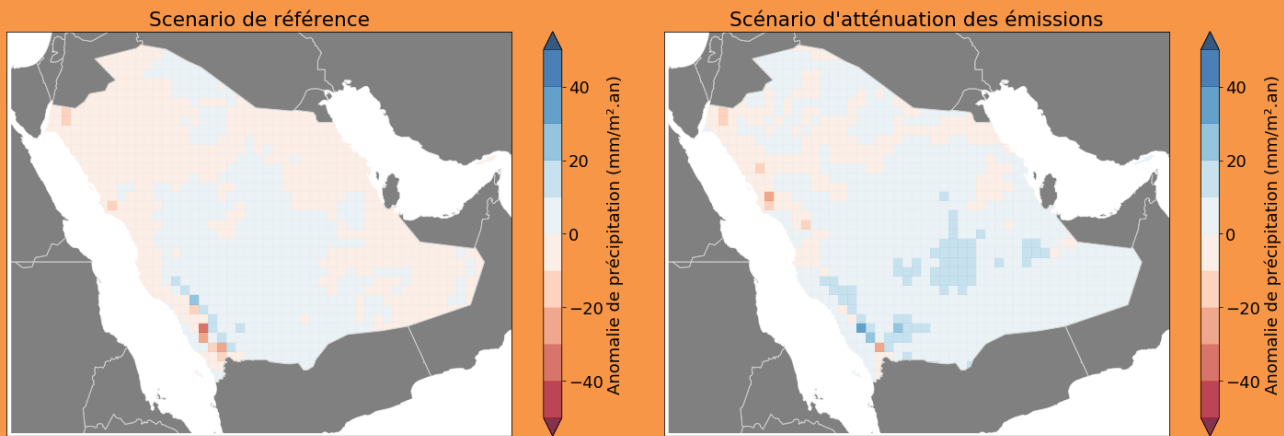 Scenario de référence
40
20
0
−20
−40
Anomalie de précipitation (mm/m².an)
Scénario d'atténuation des émissions
40
20
0
−20
−40
Anomalie de précipitation (mm/m².an)